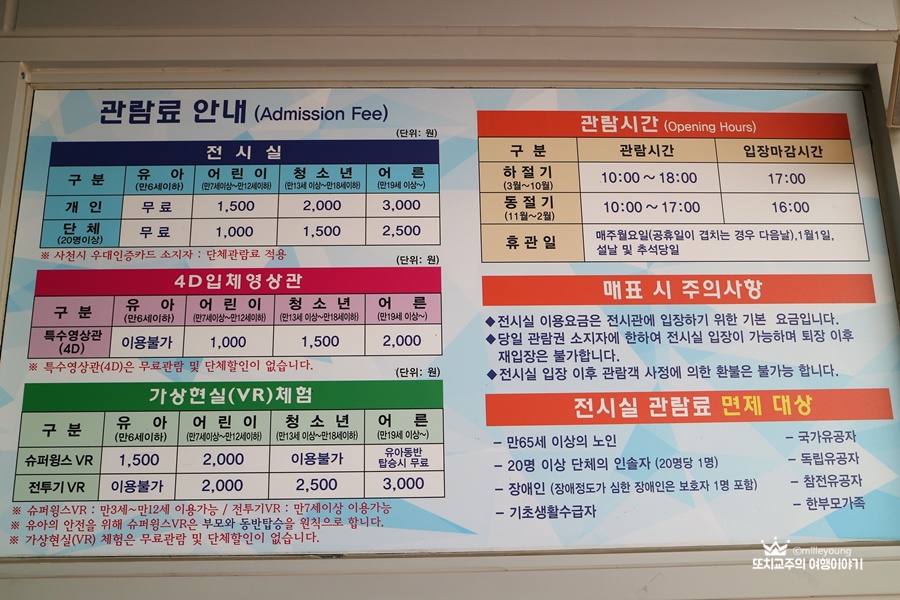 관람료 안내 (Admission Fee)
(단위: 원)
전 시 실
구 분 유 아 (만6세이하) 어 린 이 (만7세이상~만12세이하) 청 소 년 (만13세 이상~만18세이하) 어 른 (만19세 이상~)
개 인 무 료 1,500 2,000 3,000
단 체 (20명이상) 무 료 1,000 1,500 2,500
※ 사천시 우대인증카드 소지자 : 단체관람료 적용
(단위: 원)
4D입체영상관
구 분 유 아 (만6세이하) 어 린 이 (만7세이상~만12세이하) 청 소 년 (만13세 이상~만18세이하) 어 른 (만19세 이상~)
특수영상관 (4D) 이용불가 1,000 1,500 2,000
※ 특수영상관(4D)은 무료관람 및 단체할인이 없습니다.
(단위: 원)
가상현실(VR)체험
구 분 유 아 (만6세이하) 어 린 이 (만7세이상~만12세이하) 청 소 년 (만13세 이상~만18세이하) 어 른 (만19세 이상~)
슈퍼윙스 VR 1,500 2,000 이용불가 유아동반 탑승시 무료
전투기 VR 이용불가 2,000 2,500 3,000
※ 슈퍼윙스VR : 만3세~만12세 이용가능 / 전투기VR : 만7세이상 이용가능
※ 유아의 안전을 위해 슈퍼윙스VR은 부모와 동반탑승을 원칙으로 합니다.
※ 가상현실(VR) 체험은 무료관람 및 단체할인이 없습니다.
관람시간 (Opening Hours)
구 분 관람시간 입장마감시간
하절기 (3월~10월) 10:00 ~ 18:00 17:00
동절기 (11월~2월) 10:00 ~ 17:00 16:00
휴관일 매주월요일(공휴일이 겹치는 경우 다음날),1월1일,
설날 및 추석당일
매표 시 주의사항
◆전시실 이용요금은 전시관에 입장하기 위한 기본 요금입니다.
◆당일 관람권 소지자에 한하여 전시실 입장이 가능하며 퇴장 이후
재입장은 불가합니다.
◆전시실 입장 이후 관람객 사정에 의한 환불은 불가능 합니다.
전시실 관람료 면제 대상
- 만65세 이상의 노인
- 20명 이상 단체의 인솔자 (20명당 1명)
- 장애인 (장애정도가 심한 장애인은 보호자 1명 포함)
- 기초생활수급자
- 국가유공자
- 독립유공자
- 참전유공자
- 한부모가족
©mileyoung
또치교주의 여행이야기